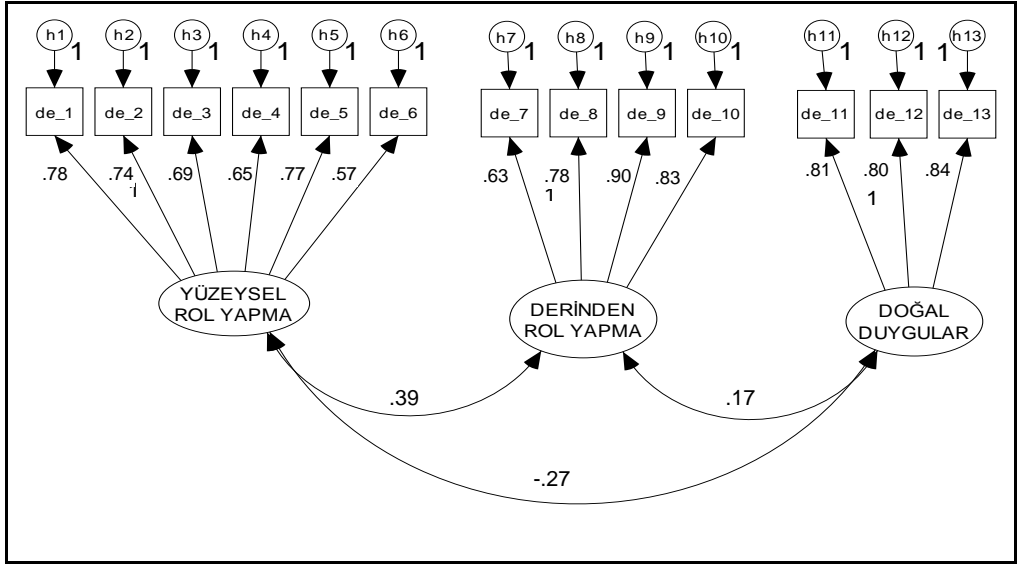 h1 h2 h3 h4 h5 h6 h7 h8 h9 h10 h11 h12 h13
1 1 1 1 1 1 1 1 1 1 1 1 1
de_1 de_2 de_3 de_4 de_5 de_6 de_7 de_8 de_9 de_10 de_11 de_12 de_13
.78 .74 .69 .65 .77 .57 .63 .78 .90 .83 .81 .80 .84
1 1 1
YÜZEYSEL
ROL YAPMA
DERİNDEN
ROL YAPMA
DOĞAL
DUYGULAR
.39
.17
-.27